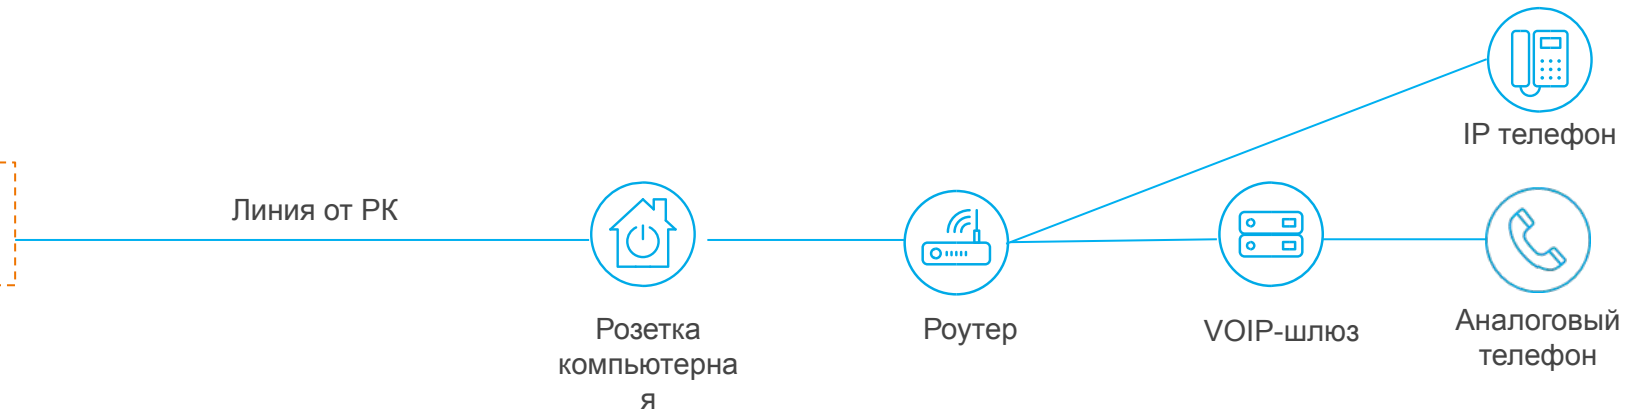 IP телефон
Линия от РК
Розетка
компьютерна
я
Роутер
VOIP-шлюз
Аналоговый
телефон